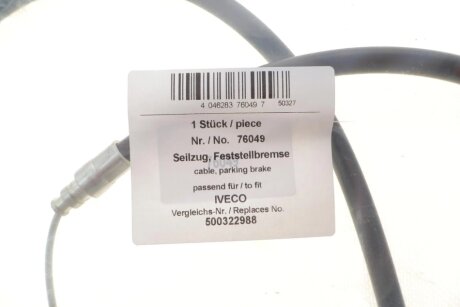 4 046263 76049 7 50327
1 Stück / piece
Nr. / No. 76049
Seilzug, Feststellbremse
cable, parking brake
passend für / to fit
IVECO
Vergleichs-Nr. / Replaces No.
500322988